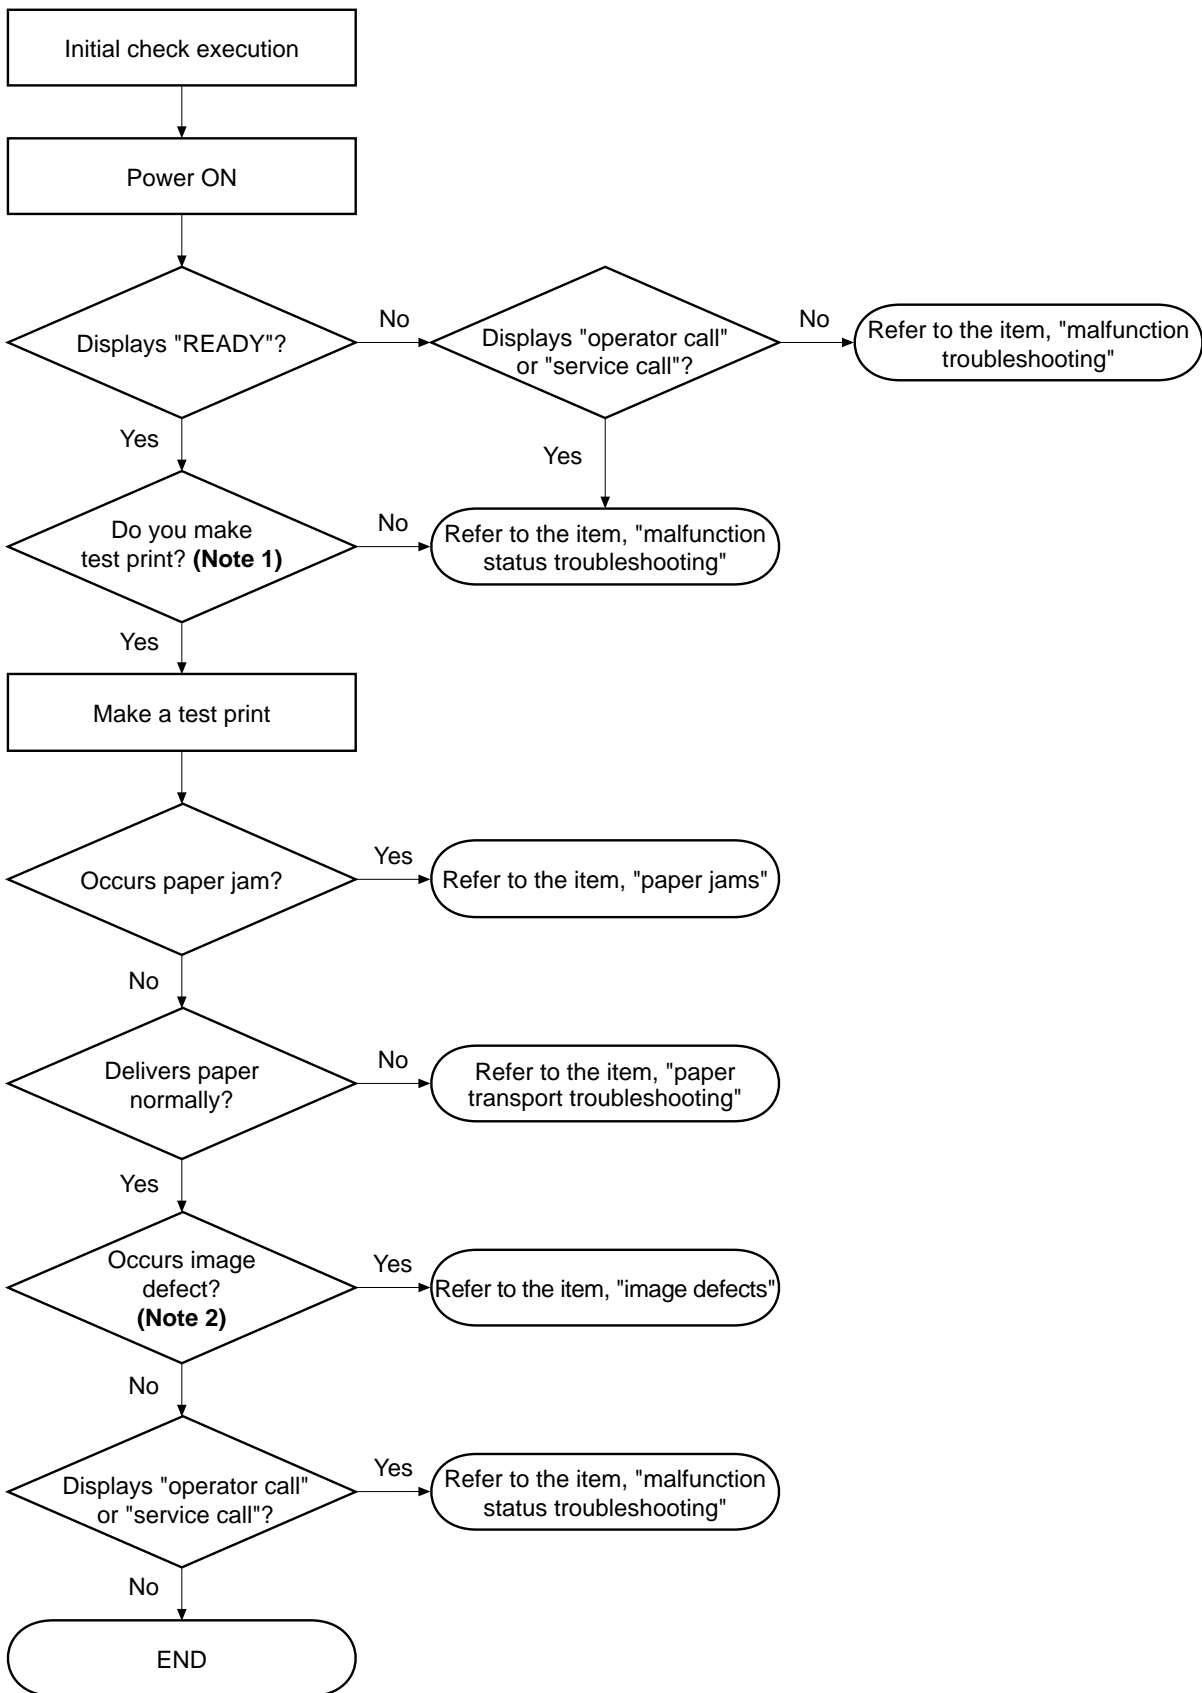 Initial check execution
Power ON
Displays "READY"?
No
Displays "operator call"
or "service call"?
No
Refer to the item, "malfunction
troubleshooting"
Yes
Yes
Do you make
test print? (Note 1)
No
Refer to the item, "malfunction
status troubleshooting"
Yes
Make a test print
Occurs paper jam?
Yes
Refer to the item, "paper jams"
No
Delivers paper
normally?
No
Refer to the item, "paper
transport troubleshooting"
Yes
Occurs image
defect?
(Note 2)
Yes
Refer to the item, "image defects"
No
Displays "operator call"
or "service call"?
Yes
Refer to the item, "malfunction
status troubleshooting"
No
END